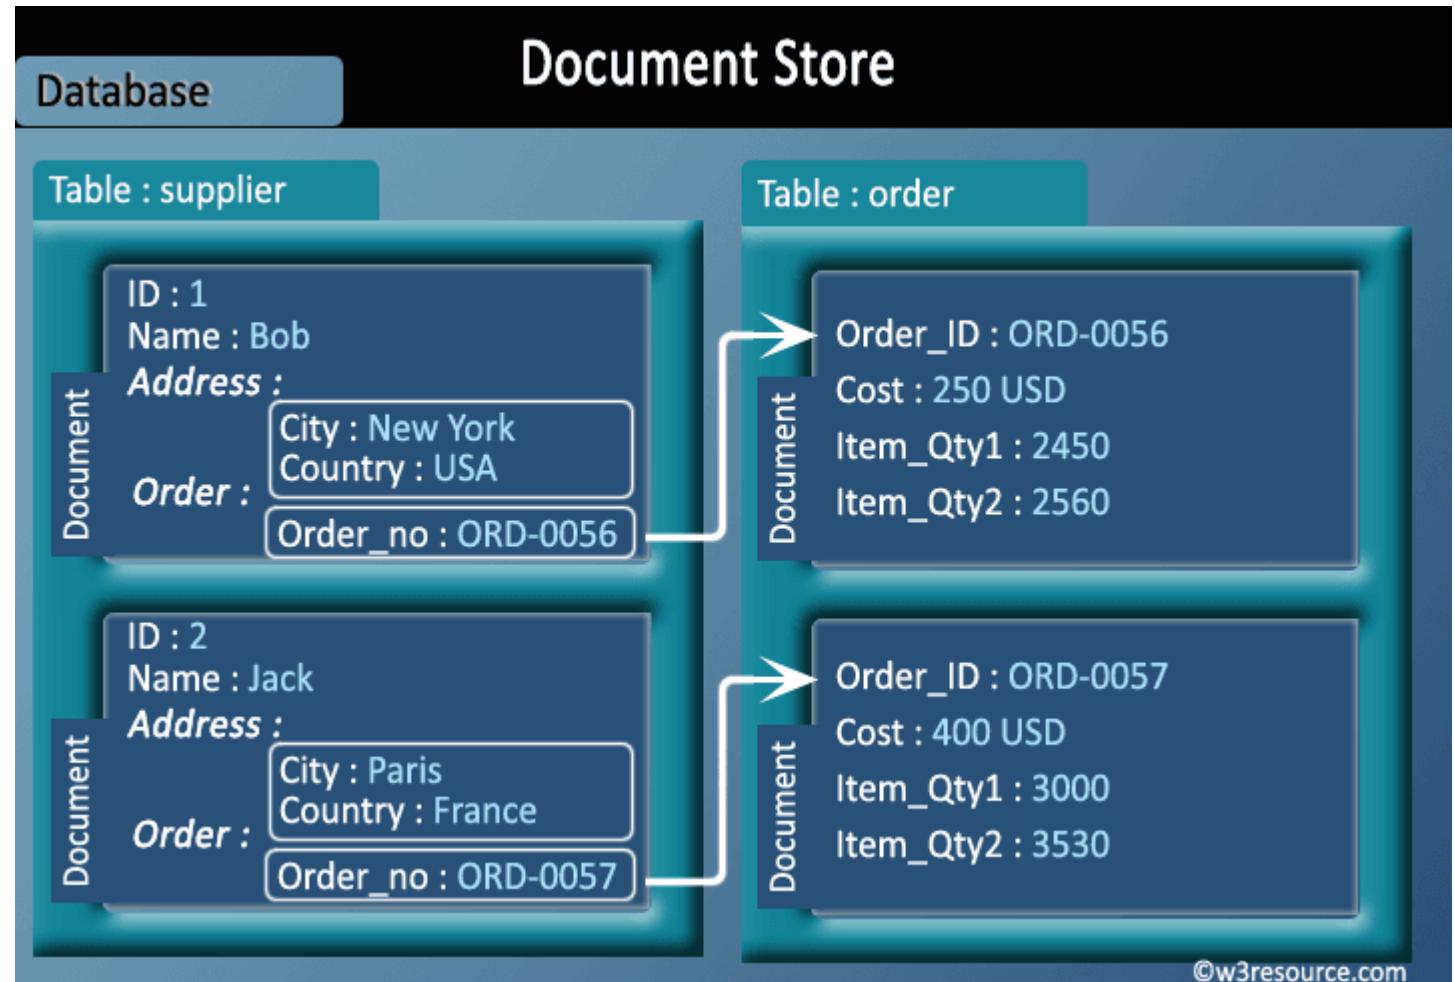 Document Store
Database
Table : supplier
Document
ID : 1
Name : Bob
Address :
City : New York
Country : USA
Order :
Order_no : ORD-0056
Document
ID : 2
Name : Jack
Address :
City : Paris
Country : France
Order :
Order_no : ORD-0057
Table : order
Document
Order_ID : ORD-0056
Cost : 250 USD
Item_Qty1 : 2450
Item_Qty2 : 2560
Document
Order_ID : ORD-0057
Cost : 400 USD
Item_Qty1 : 3000
Item_Qty2 : 3530
©w3resource.com